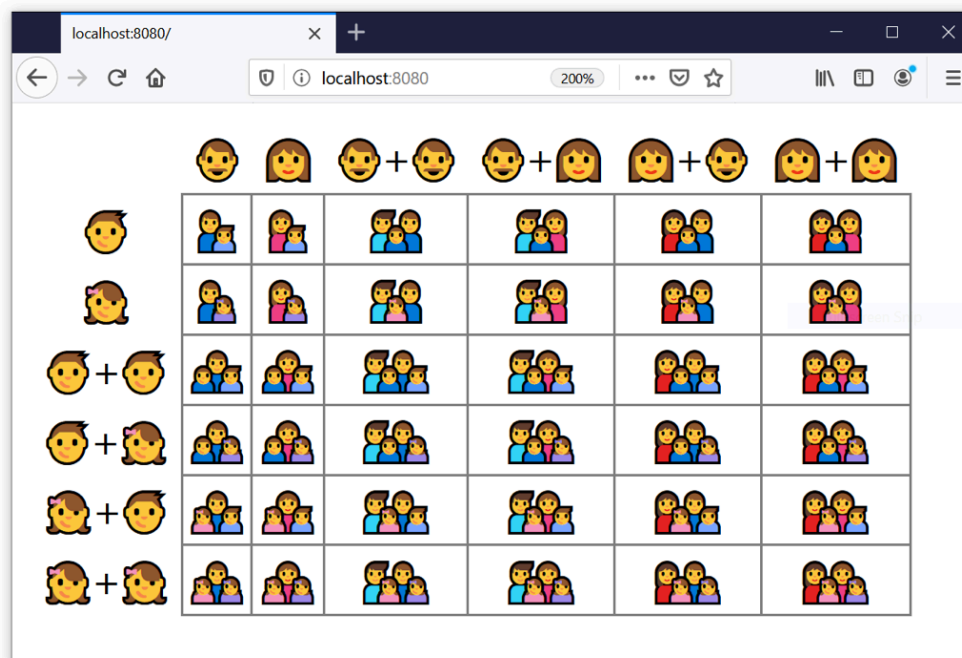 localhost:8080/
localhost:8080
200%
+ + + +
+
+
+
+